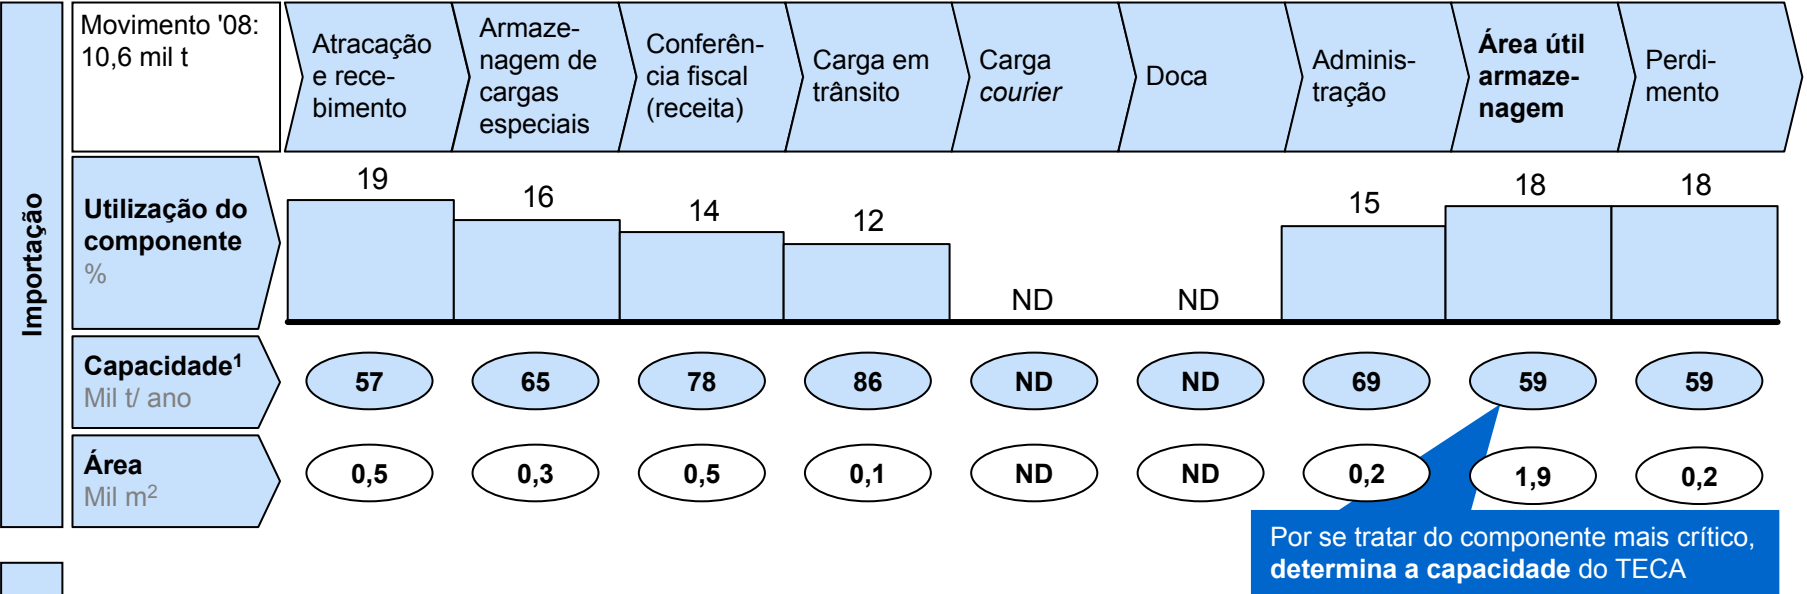 Importação
Movimento '08:
10,6 mil t
Atracação
e rece-
bimento
Armaze-
nagem de
cargas
especiais
Conferên-
cia fiscal
(receita)
Carga em
trânsito
Carga
courier
Doca
Adminis-
tração
Área útil
armaze-
nagem
Perdi-
mento
Utilização do
componente
%
19
16
14
12
ND
ND
15
18
18
Capacidade¹
Mil t/ ano
57
65
78
86
ND
ND
69
59
59
Área
Mil m²
0,5
0,3
0,5
0,1
ND
ND
0,2
1,9
0,2
Por se tratar do componente mais crítico,
determina a capacidade do TECA